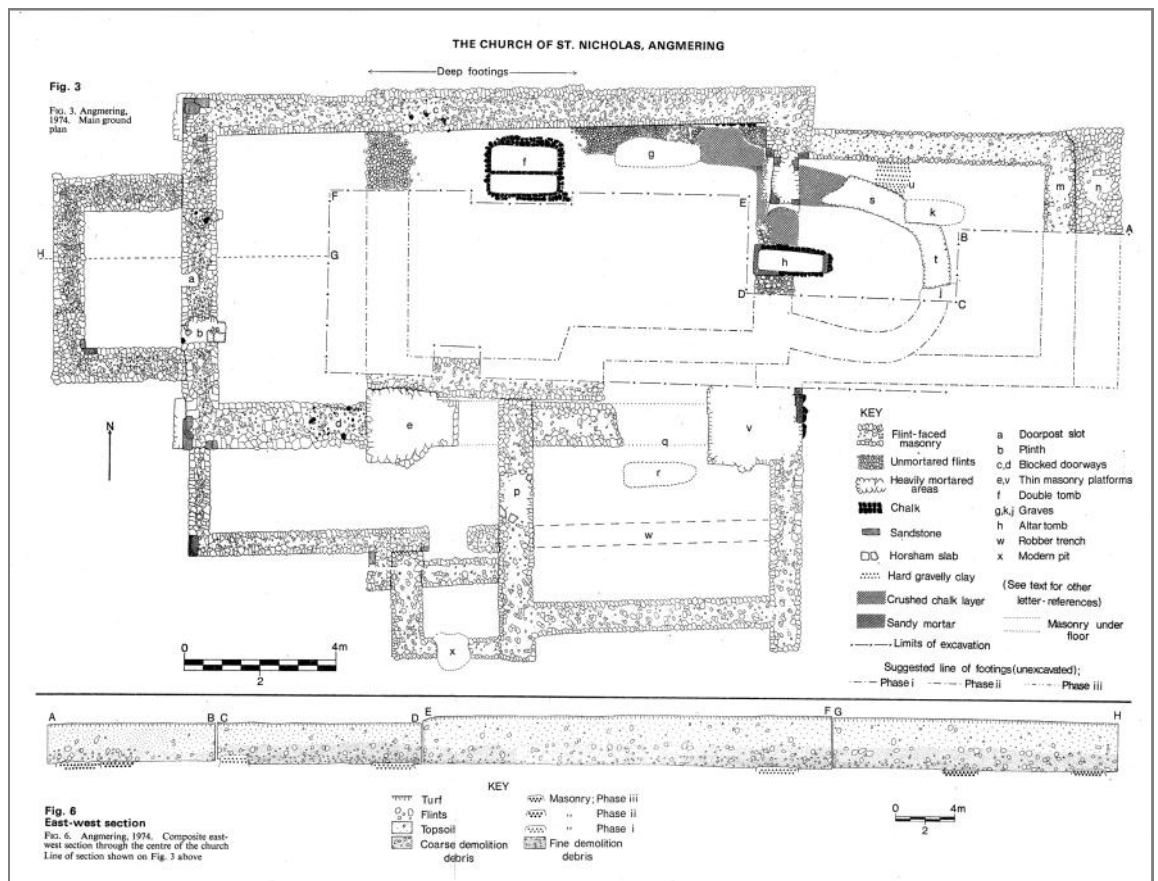 THE CHURCH OF ST. NICHOLAS, ANGMERING
Deep footings
Fig. 3
FIG. 3. Angmering,
1974. Main ground
plan
c
f
g
u
m
n
s
k
F
E
B
A
H
G
a
h
t
D
j
C
b
N
d
e
q
v
r
p
w
x
0 4m
2
KEY
Flint-faced
masonry
Unmortared flints
Heavily mortared
areas
Chalk
Sandstone
Horsham slab
Hard gravelly clay
Crushed chalk layer
Sandy mortar
Limits of excavation
a Doorpost slot
b Plinth
c,d Blocked doorways
e,v Thin masonry platforms
f Double tomb
g,k,j Graves
h Altar tomb
w Robber trench
x Modern pit
(See text for other
letter-references)
Masonry under
floor
Suggested line of footings (unexcavated);
Phase i Phase ii Phase iii
A B C D E F G H
KEY
Turf
Flints
Topsoil
Coarse demolition
debris
Masonry; Phase iii
,, Phase ii
,, Phase i
Fine demolition
debris
0 4m
2
Fig. 6
East-west section
FIG. 6. Angmering, 1974. Composite east-
west section through the centre of the church
Line of section shown on Fig. 3 above